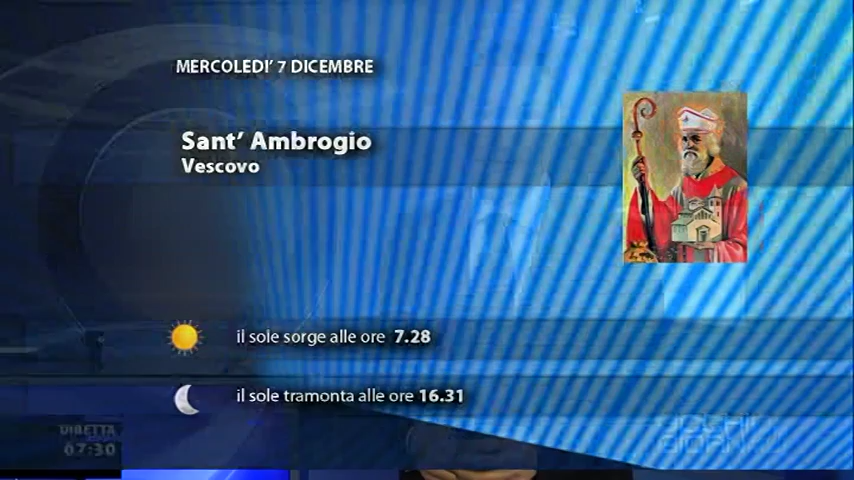 MERCOLEDI' 7 DICEMBRE
Sant' Ambrogio
Vescovo
il sole sorge alle ore 7.28
il sole tramonta alle ore 16.31
DIRETTA
07:30